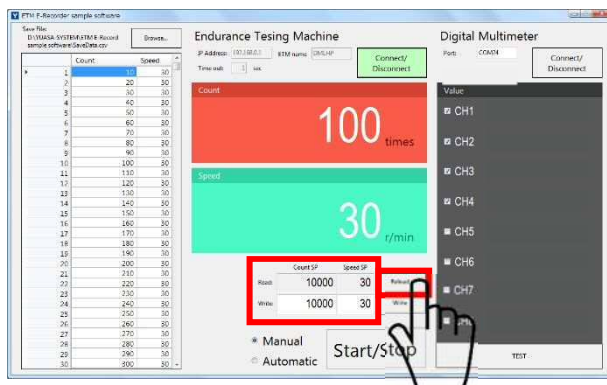 ETM E-Recorder sample software
Save File:
D:\YUASA-SYSTEM\ETM E-Record
sample software\SaveData.csv
Browse...
Count Speed
1 10 30
2 20 30
3 30 30
4 40 30
5 50 30
6 60 30
7 70 30
8 80 30
9 90 30
10 100 30
11 110 30
12 120 30
13 130 30
14 140 30
15 150 30
16 160 30
17 170 30
18 180 30
19 190 30
20 200 30
21 210 30
22 220 30
23 230 30
24 240 30
25 250 30
26 260 30
27 270 30
28 280 30
29 290 30
30 300 30
Endurance Tesing Machine
IP Address: ETM name
Time out: sec
Connect/
Disconnect
Count
100 times
Speed
30 r/min
Count SP Speed SP
Read 10000 30 Reload
Write 10000 30 Write
Manual
Automatic
Start/Stop
Digital Multimeter
Port: COM24
Connect/
Disconnect
Value
CH1
CH2
CH3
CH4
CH5
CH6
CH7
TEST